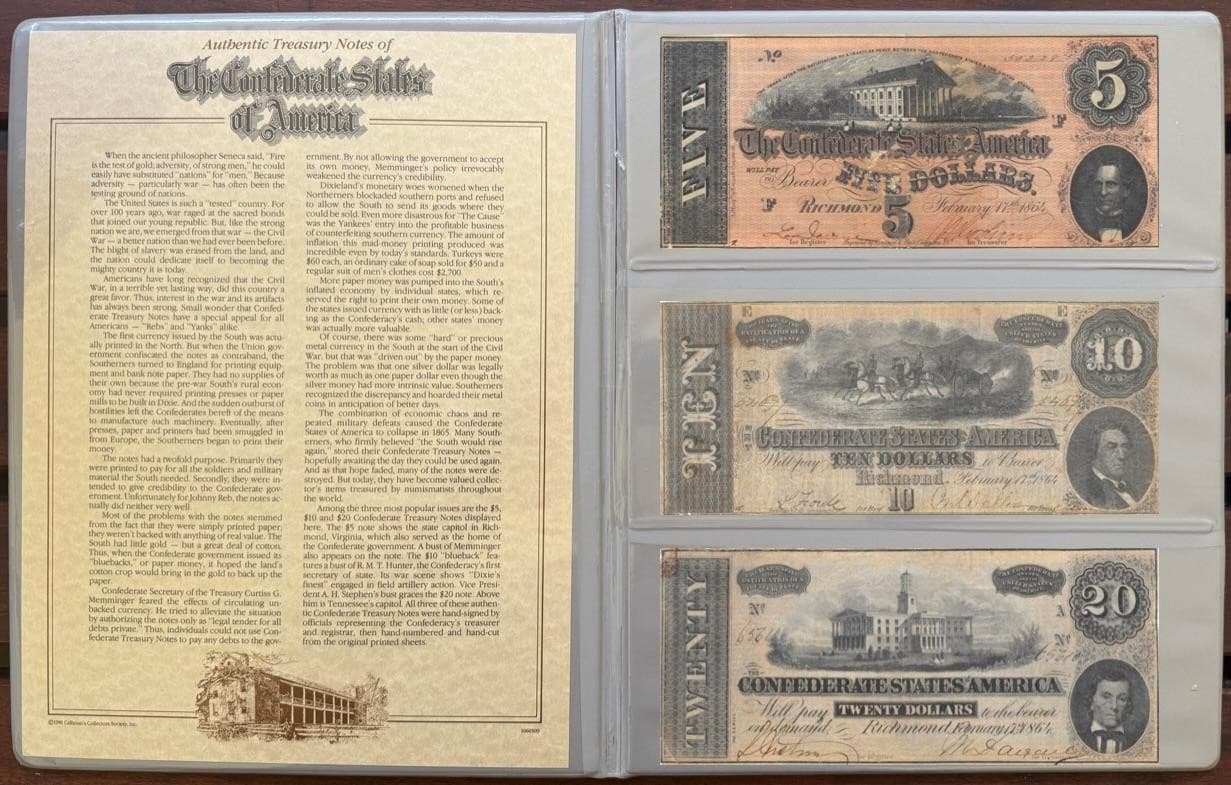 Authentic Treasury Notes of
The Confederate States
of America
When the ancient philosopher Seneca said, "Fire
is the test of gold; adversity, of strong men," he could
easily have substituted "nations" for "men." Because
adversity — particularly war — has often been the
testing ground of nations.
The United States is such a "tested" country. For
over 100 years ago, war raged at the sacred bonds
that joined our young republic. But, like the strong
nation we are, we emerged from that war — the Civil
War — a better nation than we had ever been before.
The blight of slavery was erased from the land, and
the nation could dedicate itself to becoming the
mighty country it is today.
Americans have long recognized that the Civil
War, in a terrible yet lasting way, did this country a
great favor. Thus, interest in the war and its artifacts
has always been strong. Small wonder that Confed-
erate Treasury Notes have a special appeal for all
Americans — "Rebs" and "Yanks" alike.
The first currency issued by the South was actu-
ally printed in the North. But when the Union gov-
ernment confiscated the notes as contraband, the
Southerners turned to England for printing equip-
ment and bank note paper. They had no supplies of
their own because the pre-war South's rural econ-
omy had never required printing presses or paper
mills to be built in Dixie. And the sudden outburst of
hostilities left the Confederates bereft of the means
to manufacture such machinery. Eventually, after
presses, paper and printers had been smuggled in
from Europe, the Southerners began to print their
money.
The notes had a twofold purpose. Primarily they
were printed to pay for all the soldiers and military
material the South needed. Secondly, they were in-
tended to give credibility to the Confederate gov-
ernment. Unfortunately for Johnny Reb, the notes ac-
tually did neither very well.
Most of the problems with the notes stemmed
from the fact that they were simply printed paper;
they weren't backed with anything of real value. The
South had little gold — but a great deal of cotton.
Thus, when the Confederate government issued its
"bluebacks," or paper money, it hoped the land's
cotton crop would bring in the gold to back up the
paper.
Confederate Secretary of the Treasury Curtiss G.
Memminger feared the effects of circulating un-
backed currency. He tried to alleviate the situation
by authorizing the notes only as "legal tender for all
debts private." Thus, individuals could not use Con-
federate Treasury Notes to pay any debts to the gov-
ernment. By not allowing the government to accept
its own money, Memminger's policy irrevocably
weakened the currency's credibility.
Dixieland's monetary woes worsened when the
Northerners blockaded southern ports and refused
to allow the South to send its goods where they
could be sold. Even more disastrous for "The Cause"
was the Yankees' entry into the profitable business
of counterfeiting southern currency. The amount of
inflation this mad-money printing produced was
incredible even by today's standards. Turkeys were
$60 each, an ordinary cake of soap sold for $50 and a
regular suit of men's clothes cost $2,700.
More paper money was pumped into the South's
inflated economy by individual states, which re-
served the right to print their own money. Some of
the states issued currency with as little (or less) back-
ing as the Confederacy's cash; other states' money
was actually more valuable.
Of course, there was some "hard" or precious
metal currency in the South at the start of the Civil
War, but that was "driven out" by the paper money.
The problem was that one silver dollar was legally
worth as much as one paper dollar even though the
silver money had more intrinsic value. Southerners
recognized the discrepancy and hoarded their metal
coins in anticipation of better days.
The combination of economic chaos and re-
peated military defeats caused the Confederate
States of America to collapse in 1865. Many South-
erners, who firmly believed "the South would rise
again," stored their Confederate Treasury Notes —
hopefully awaiting the day they could be used again.
And as that hope faded, many of the notes were de-
stroyed. But today, they have become valued collec-
tor's items treasured by numismatists throughout
the world.
Among the three most popular issues are the $5,
$10 and $20 Confederate Treasury Notes displayed
here. The $5 note shows the state capitol in Rich-
mond, Virginia, which also served as the home of
the Confederate government. A bust of Memminger
also appears on the note. The $10 "blueback" fea-
tures a bust of R. M. T. Hunter, the Confederacy's first
secretary of state. Its war scene shows "Dixie's
finest" engaged in field artillery action. Vice Presi-
dent A. H. Stephen's bust graces the $20 note. Above
him is Tennessee's capitol. All three of these authen-
tic Confederate Treasury Notes were hand-signed by
officials representing the Confederacy's treasurer
and registrar, then hand-numbered and hand-cut
from the original printed sheets.
©1981 Calhoun's Collectors Society, Inc.
FIVE
No
5
F
The Confederate States of America
WILL PAY
TO Bearer FIVE DOLLARS
F RICHMOND 5 February 17th 1864
for Register
for Treasurer
TEN
E
E
10
No
No
THE CONFEDERATE STATES OF AMERICA
Will pay TEN DOLLARS to Bearer
Richmond, February 17th 1864
10
TWENTY
20
No
A
No
THE
CONFEDERATE STATES AMERICA
Will pay TWENTY DOLLARS to the bearer
on demand Richmond, February 17th 1864